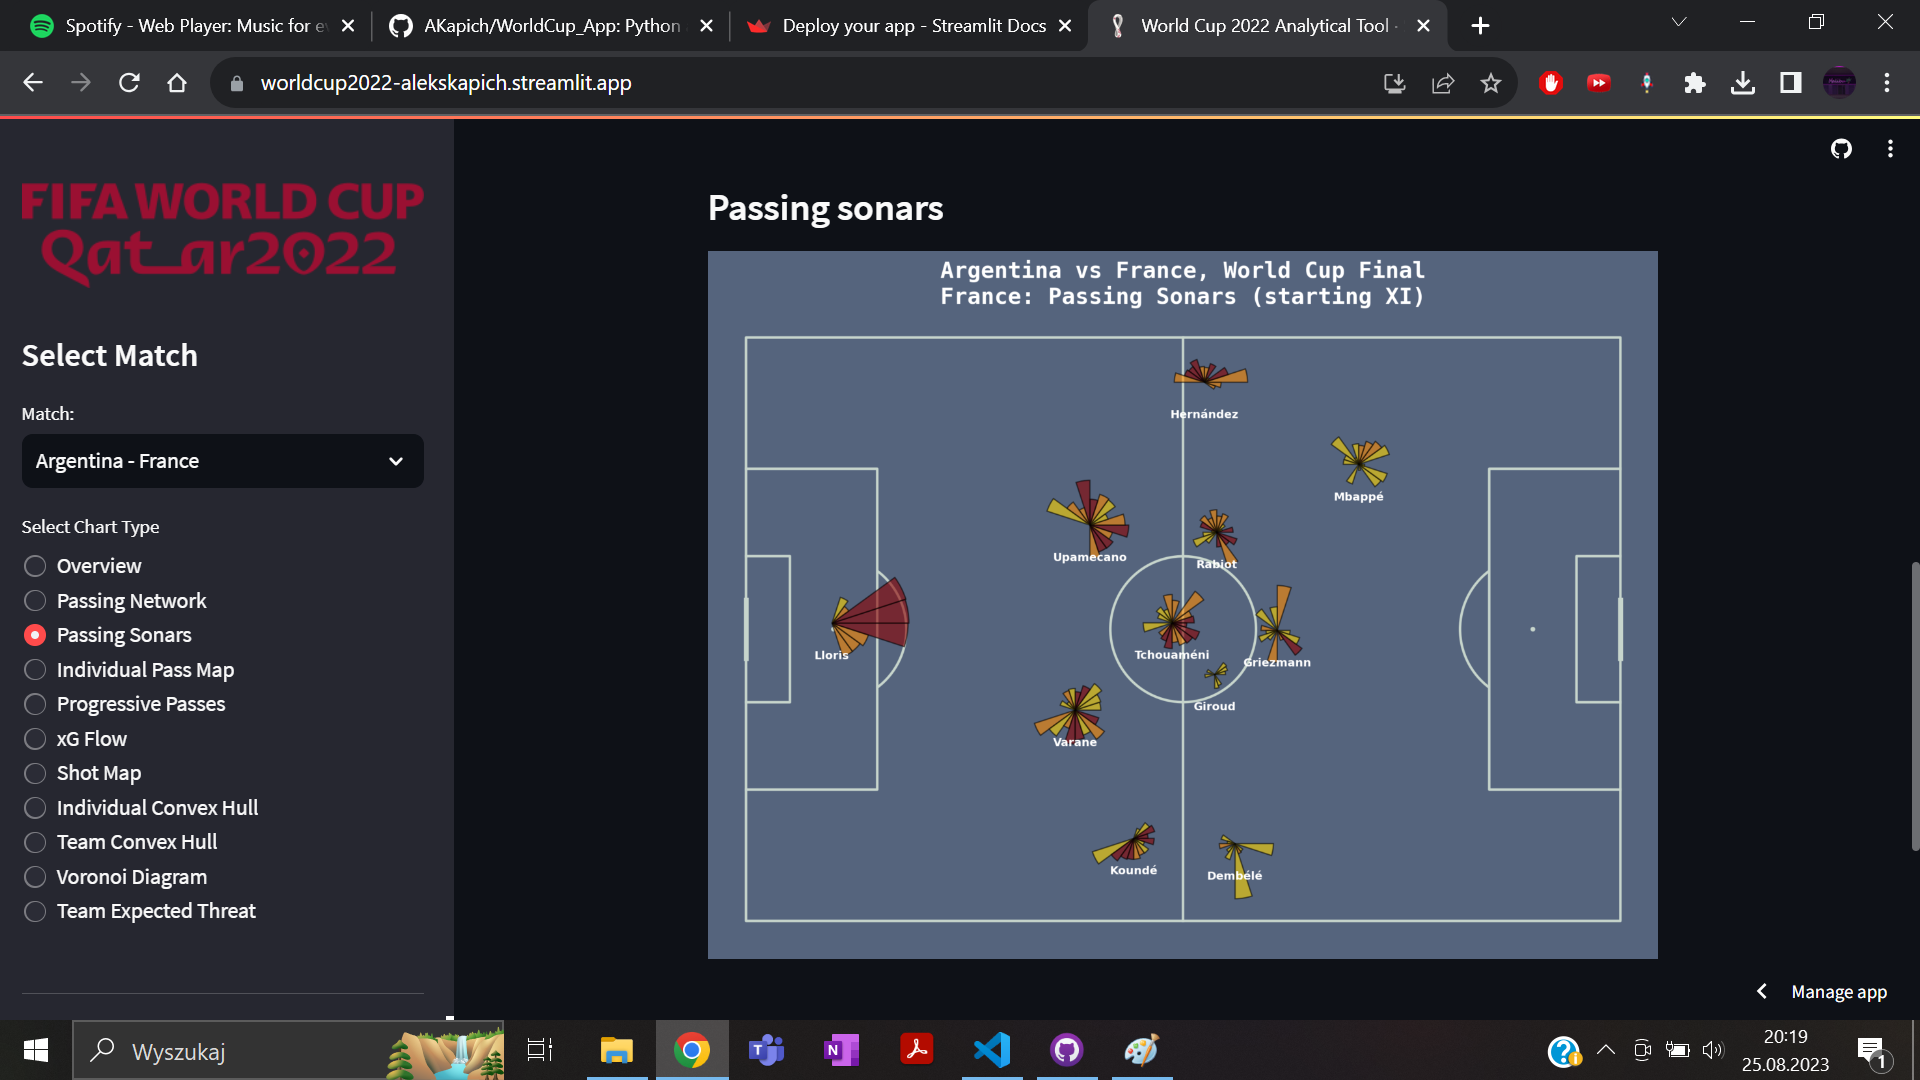 Spotify - Web Player: Music for ev
AKapich/WorldCup_App: Python
Deploy your app - Streamlit Docs
World Cup 2022 Analytical Tool ·
worldcup2022-alekskapich.streamlit.app
FIFA WORLD CUP
Qatar2022
Select Match
Match:
Argentina - France
Select Chart Type
Overview
Passing Network
Passing Sonars
Individual Pass Map
Progressive Passes
xG Flow
Shot Map
Individual Convex Hull
Team Convex Hull
Voronoi Diagram
Team Expected Threat
Passing sonars
Argentina vs France, World Cup Final
France: Passing Sonars (starting XI)
Hernández
Mbappé
Upamecano
Rabiot
Lloris
Tchouaméni
Griezmann
Giroud
Varane
Koundé
Dembélé
Manage app
Wyszukaj
20:19
25.08.2023
1